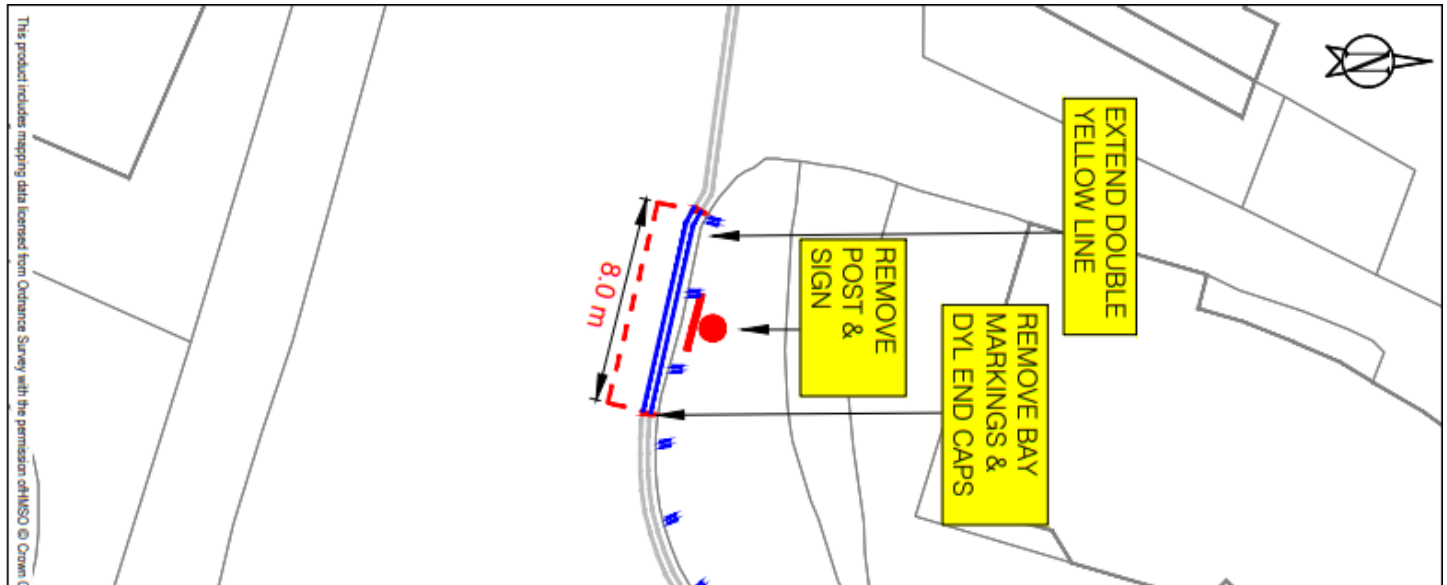 EXTEND DOUBLE
YELLOW LINE
REMOVE BAY
MARKINGS &
DYL END CAPS
REMOVE
POST &
SIGN
8.0 m
N
This product includes mapping data licensed from Ordnance Survey with the permission of HMSO © Crown